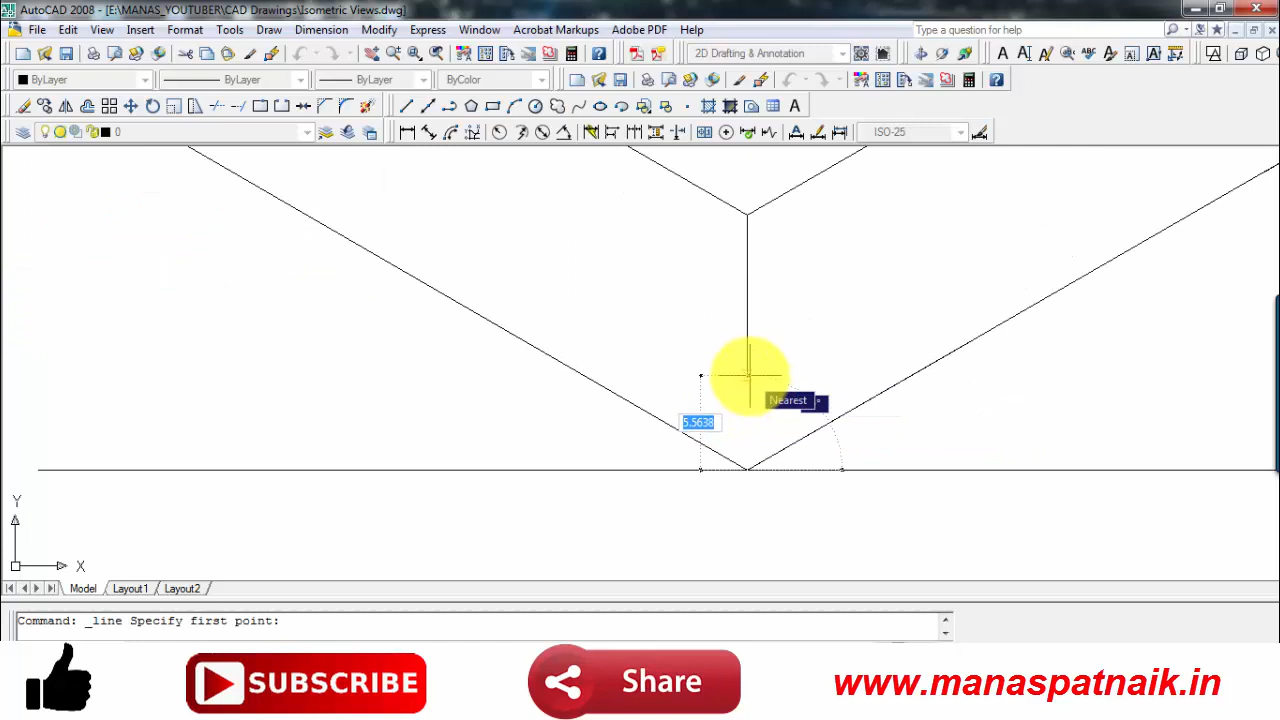 AutoCAD 2008 - [E:\MANAS_YOUTUBER\CAD Drawings\Isometric Views.dwg]
File Edit View Insert Format Tools Draw Dimension Modify Express Window Acrobat Markups PDF Help Type a question for help
2D Drafting & Annotation
ByLayer ByLayer ByLayer ByColor
0 ISO-25
Nearest
5.5638
Y
X
Model Layout1 Layout2
Command: _line Specify first point:
SUBSCRIBE Share www.manaspatnaik.in